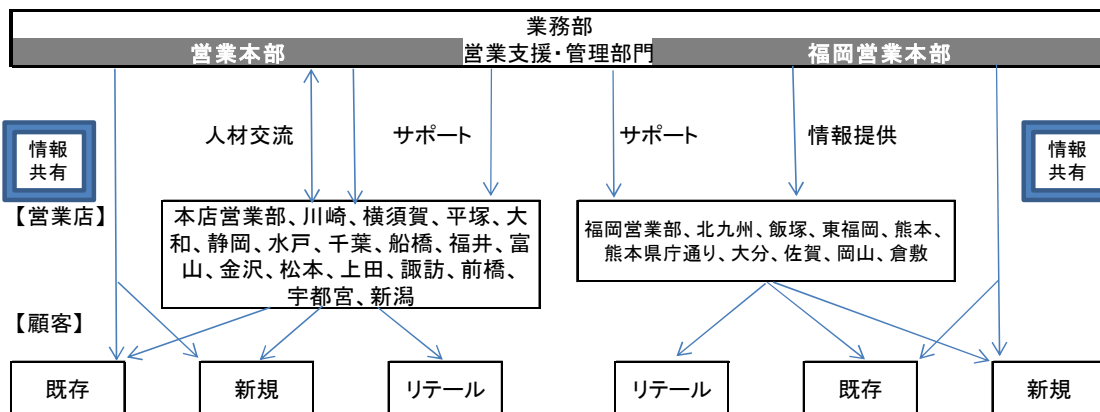 業務部
営業本部
営業支援・管理部門
福岡営業本部
人材交流
サポート
サポート
情報提供
情報
共有
情報
共有
【営業店】
本店営業部、川崎、横須賀、平塚、大
和、静岡、水戸、千葉、船橋、福井、富
山、金沢、松本、上田、諏訪、前橋、
宇都宮、新潟
福岡営業部、北九州、飯塚、東福岡、熊本、
熊本県庁通り、大分、佐賀、岡山、倉敷
【顧客】
既存
新規
リテール
リテール
既存
新規